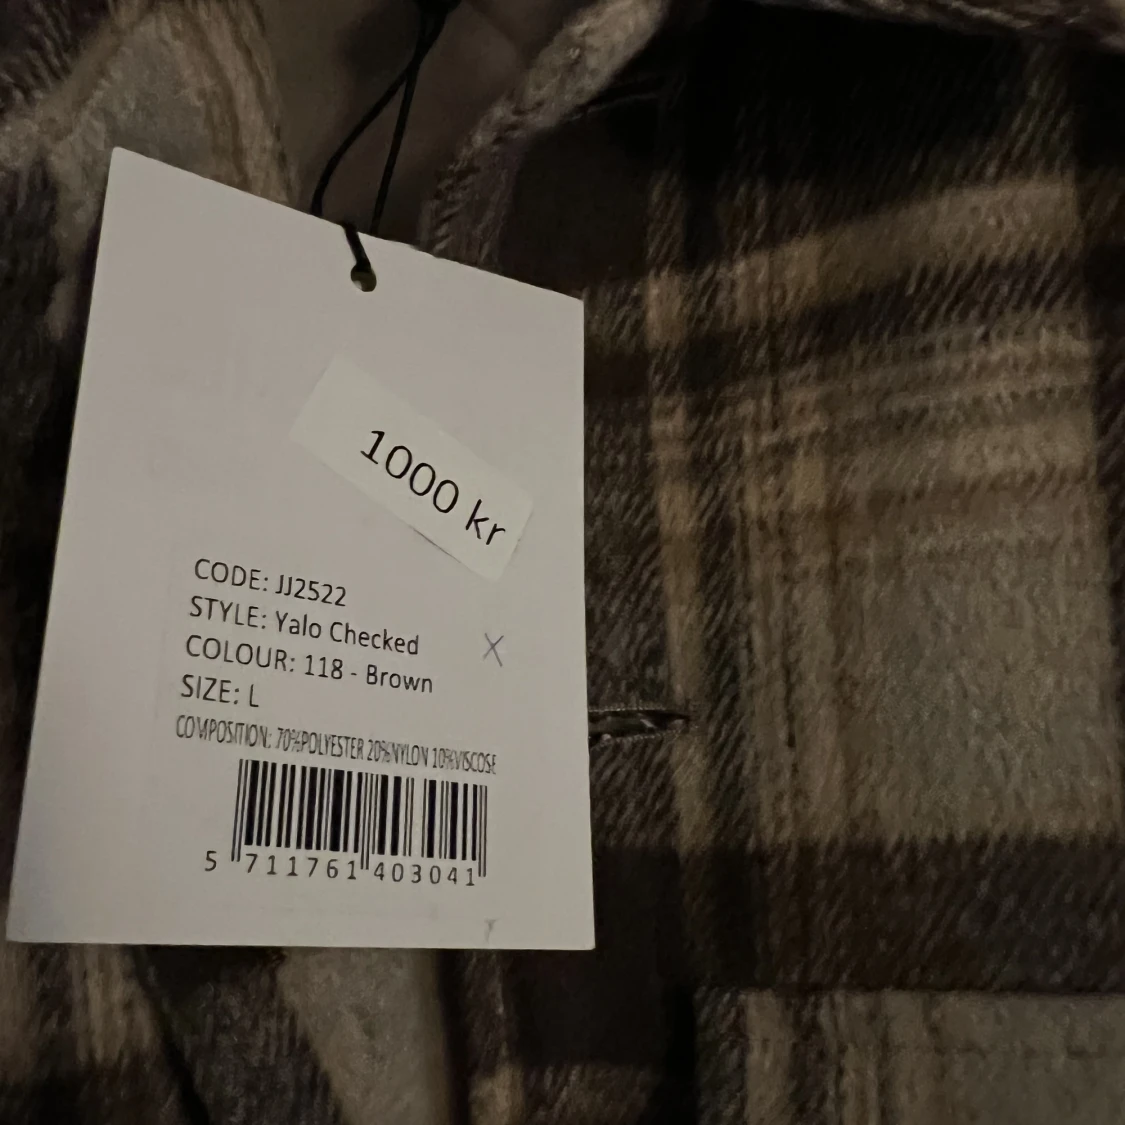 1000 kr
CODE: JJ2522
STYLE: Yalo Checked
COLOUR: 118 - Brown
SIZE: L
COMPOSITION: 70%POLYESTER 20%NYLON 10%VISCOSE
5 711761 403041